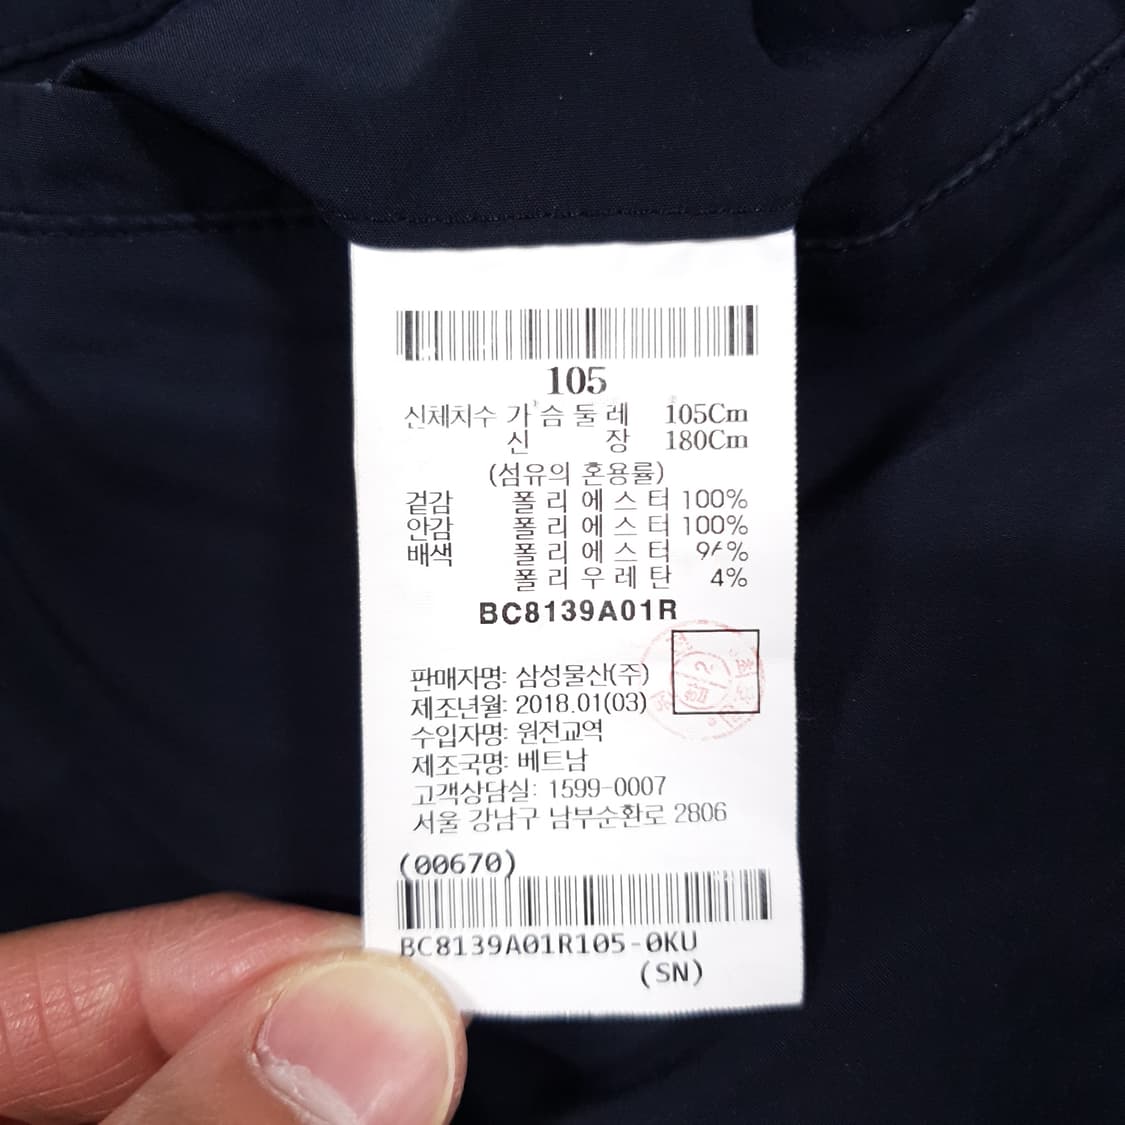 105
신체치수 가슴둘레 105Cm
신 장 180Cm
(섬유의 혼용률)
겉감 폴리에스터 100%
안감 폴리에스터 100%
배색 폴리에스터 96%
폴리우레탄 4%
BC8139A01R
판매자명: 삼성물산(주)
제조년월: 2018.01(03)
수입자명: 원전교역
제조국명: 베트남
고객상담실: 1599-0007
서울 강남구 남부순환로 2806
(00670)
BC8139A01R105-0KU
(SN)